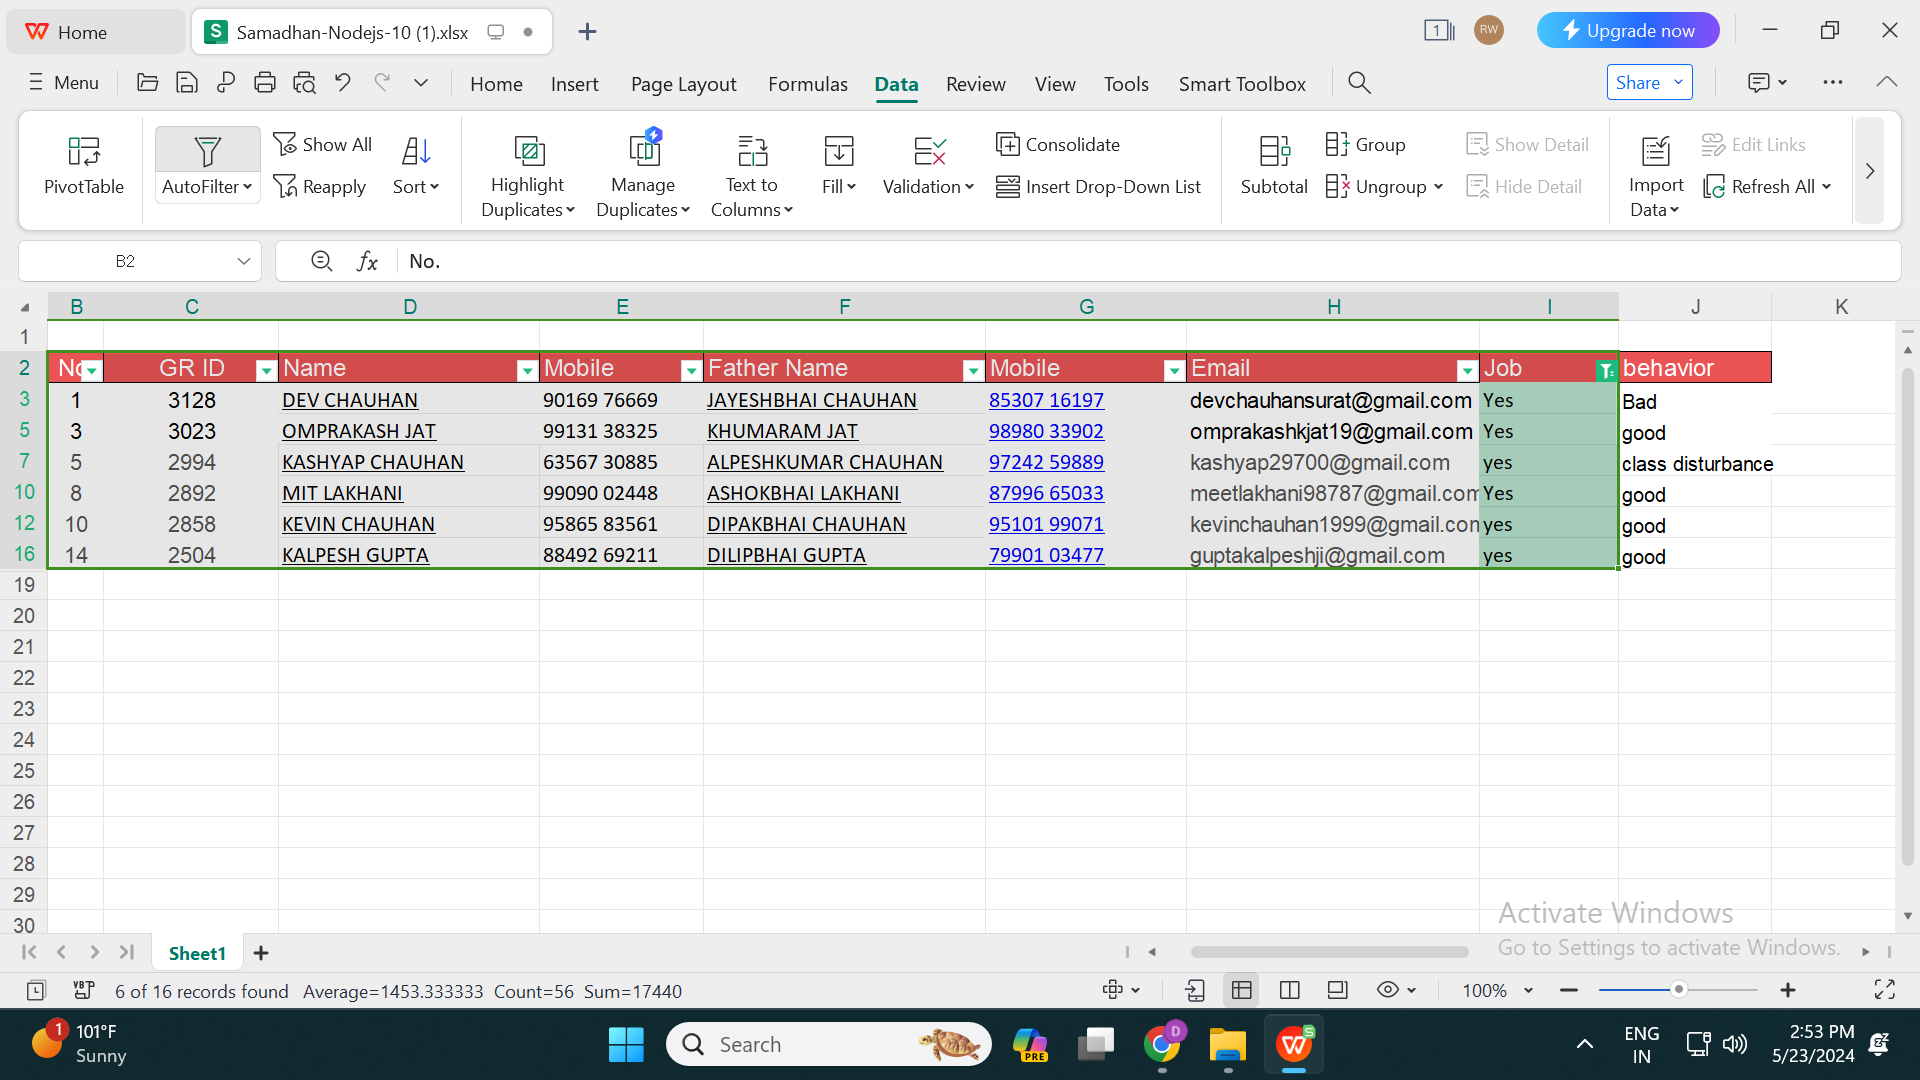 Home
Samadhan-Nodejs-10 (1).xlsx
1
RW
Upgrade now
Menu
Home Insert Page Layout Formulas Data Review View Tools Smart Toolbox
Share
PivotTable
AutoFilter
Show All
Reapply
Sort
Highlight Duplicates
Manage Duplicates
Text to Columns
Fill
Validation
Consolidate
Insert Drop-Down List
Subtotal
Group
Ungroup
Show Detail
Hide Detail
Import Data
Edit Links
Refresh All
B2
fx No.
B C D E F G H I J K
1
2 No GR ID Name Mobile Father Name Mobile Email Job behavior
3 1 3128 DEV CHAUHAN 90169 76669 JAYESHBHAI CHAUHAN 85307 16197 devchauhansurat@gmail.com Yes Bad
5 3 3023 OMPRAKASH JAT 99131 38325 KHUMARAM JAT 98980 33902 omprakashkjat19@gmail.com Yes good
7 5 2994 KASHYAP CHAUHAN 63567 30885 ALPESHKUMAR CHAUHAN 97242 59889 kashyap29700@gmail.com yes class disturbance
10 8 2892 MIT LAKHANI 99090 02448 ASHOKBHAI LAKHANI 87996 65033 meetlakhani98787@gmail.com Yes good
12 10 2858 KEVIN CHAUHAN 95865 83561 DIPAKBHAI CHAUHAN 95101 99071 kevinchauhan1999@gmail.con yes good
16 14 2504 KALPESH GUPTA 88492 69211 DILIPBHAI GUPTA 79901 03477 guptakalpeshji@gmail.com yes good
19
20
21
22
23
24
25
26
27
28
29
30
Activate Windows
Go to Settings to activate Windows.
Sheet1
6 of 16 records found Average=1453.333333 Count=56 Sum=17440
100%
1
101°F
Sunny
Search
PRE
D
ENG
IN
2:53 PM
5/23/2024